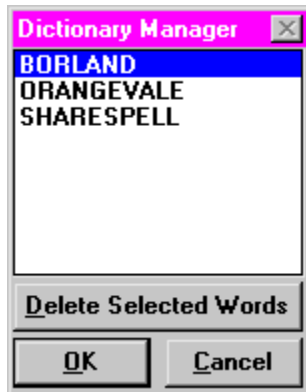 Dictionary Manager
BORLAND
ORANGEVALE
SHARESPELL
Delete Selected Words
OK
Cancel